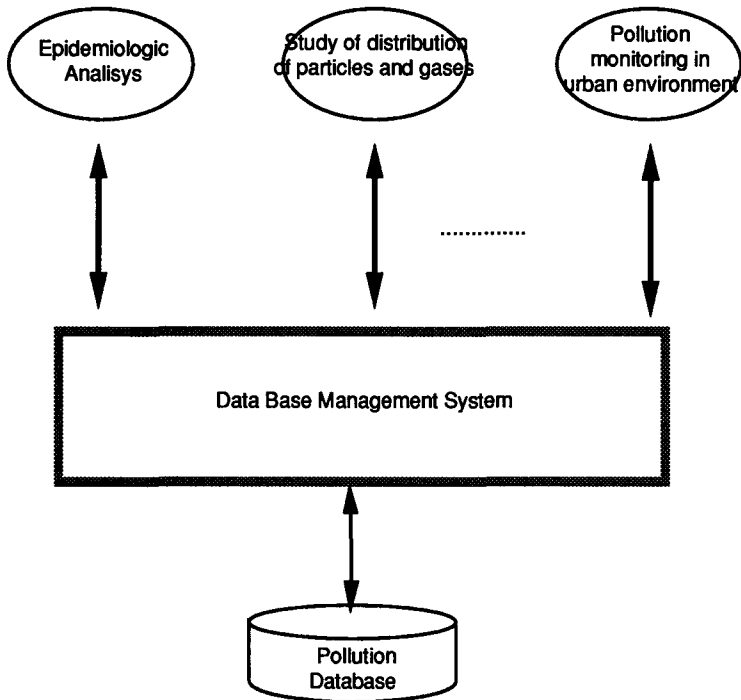 Epidemiologic
Analisys
Study of distribution
of particles and gases
Pollution
monitoring in
urban environment
Data Base Management System
Pollution
Database